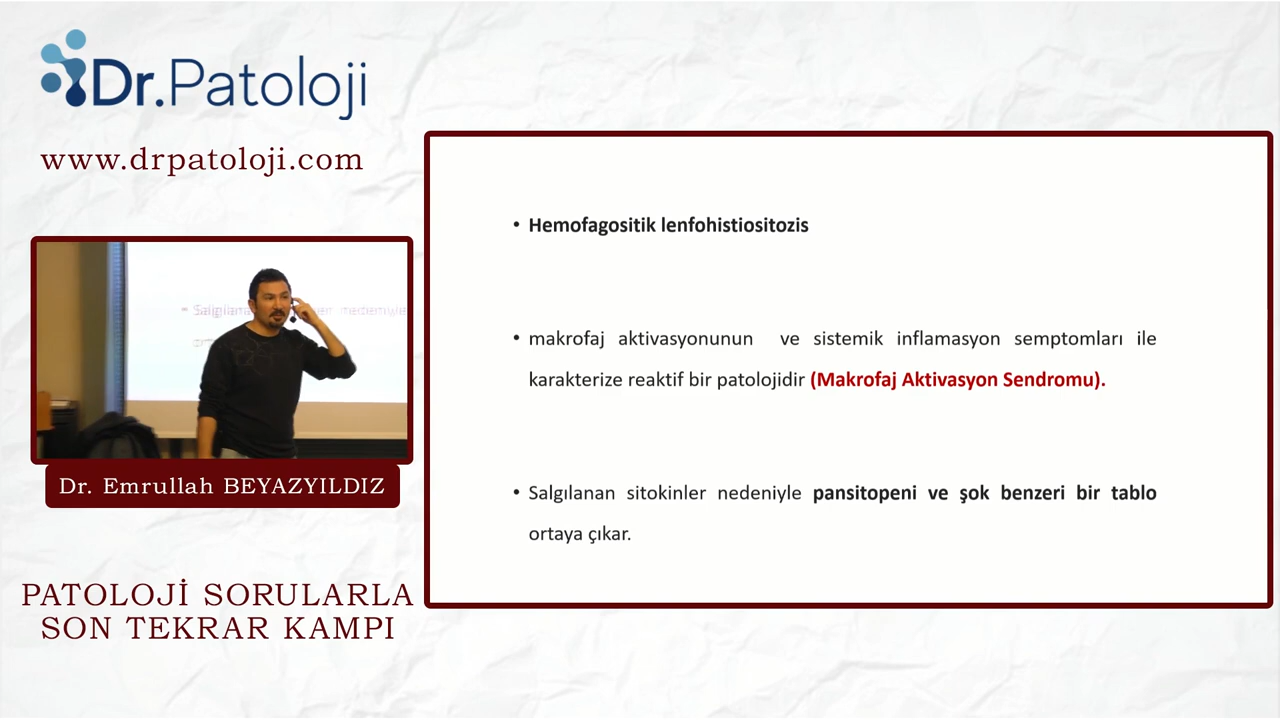 Dr.Patoloji
www.drpatoloji.com
• Hemofagositik lenfohistiositozis
• makrofaj aktivasyonunun ve sistemik inflamasyon semptomları ile
karakterize reaktif bir patolojidir (Makrofaj Aktivasyon Sendromu).
• Salgılanan sitokinler nedeniyle pansitopeni ve şok benzeri bir tablo
ortaya çıkar.
Dr. Emrullah BEYAZYILDIZ
PATOLOJİ SORULARLA
SON TEKRAR KAMPI